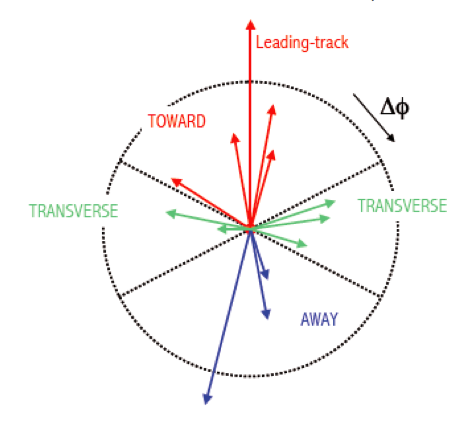 Leading-track
Δϕ
TOWARD
TRANSVERSE
TRANSVERSE
AWAY